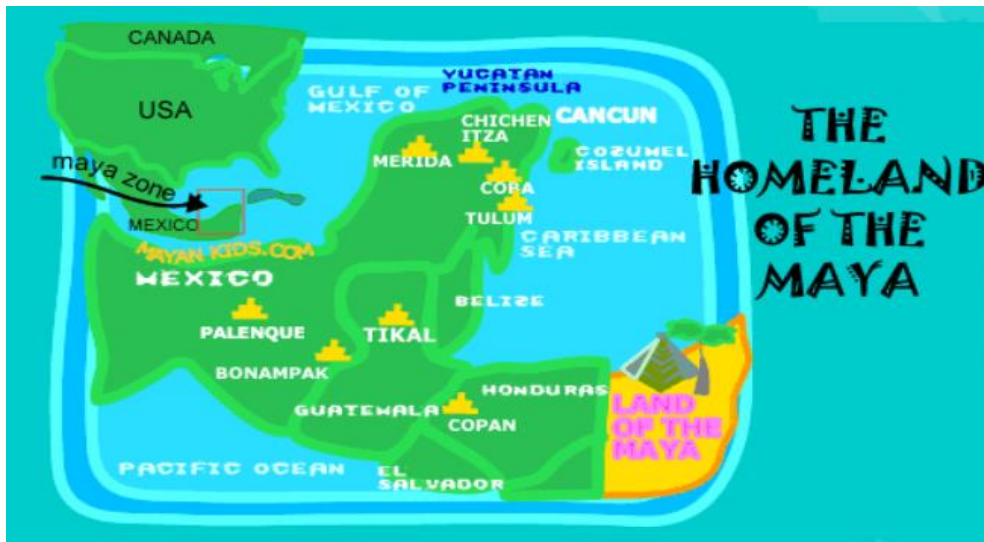 CANADA
USA
maya zone
MEXICO
MAYAN KIDS.COM
MEXICO
GULF OF
MEXICO
YUCATAN
PENINSULA
CHICHEN
ITZA
CANCUN
MERIDA
COZUMEL
ISLAND
COBA
TULUM
CARIBBEAN
SEA
BELIZE
PALENQUE
TIKAL
BONAMPAK
HONDURAS
GUATEMALA
COPAN
PACIFIC OCEAN
EL
SALVADOR
LAND
OF THE
MAYA
THE
HOMELAND
OF THE
MAYA